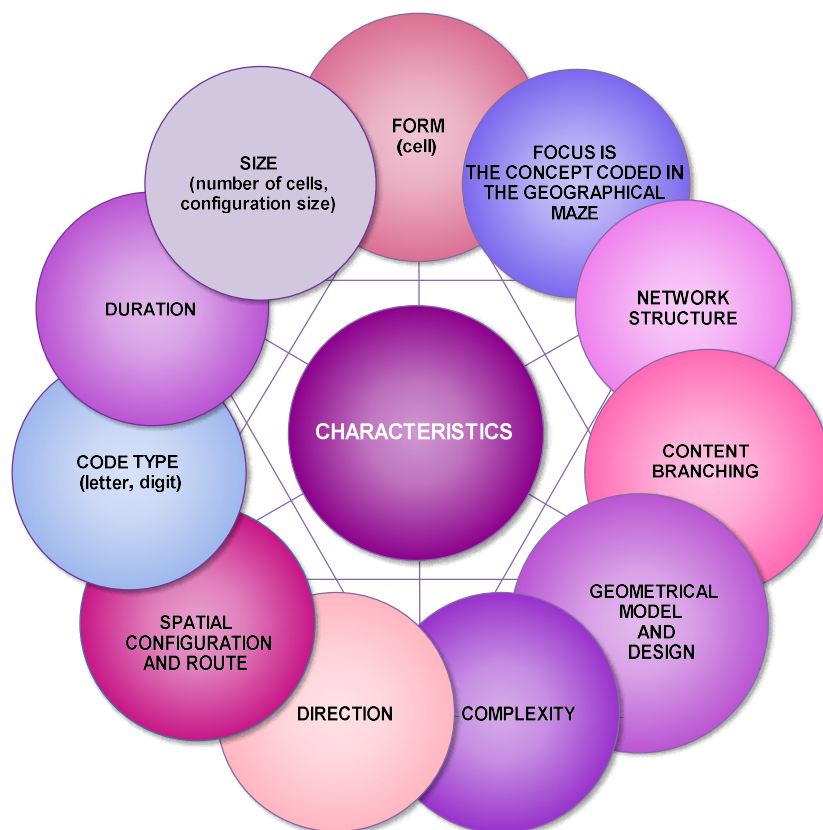 FORM
(cell)
FOCUS IS
THE CONCEPT CODED IN
THE GEOGRAPHICAL
MAZE
NETWORK
STRUCTURE
CONTENT
BRANCHING
GEOMETRICAL
MODEL
AND
DESIGN
COMPLEXITY
DIRECTION
SPATIAL
CONFIGURATION
AND ROUTE
CODE TYPE
(letter, digit)
DURATION
SIZE
(number of cells,
configuration size)
CHARACTERISTICS